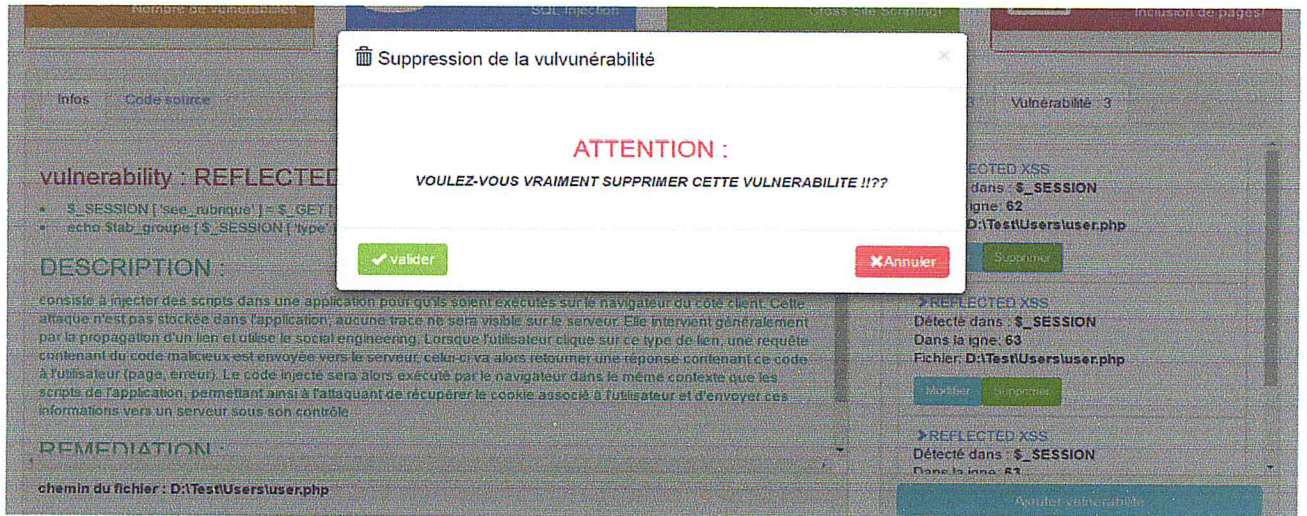 Nombre de vulnérabilités
SQL Injection
Cross Site Scripting
Inclusion de pages
Suppression de la vulvunérabilité
×
Infos
Code source
3
Vulnérabilité : 3
ATTENTION :
VOULEZ-VOUS VRAIMENT SUPPRIMER CETTE VULNERABILITE !!??
valider
Annuler
vulnerability : REFLECTED
$_SESSION [ 'see_rubrique' ] = $_GET [
echo $tab_groupe [ $_SESSION [ 'type'
DESCRIPTION :
consiste à injecter des scripts dans une application pour qu'ils soient exécutés sur le navigateur du côté client. Cette
attaque n'est pas stockée dans l'application, aucune trace ne sera visible sur le serveur. Elle intervient généralement
par la propagation d'un lien et utilise le social engineering. Lorsque l'utilisateur clique sur ce type de lien, une requête
contenant du code malicieux est envoyée vers le serveur, celui-ci va alors retourner une réponse contenant ce code
à l'utilisateur (page, erreur). Le code injecté sera alors exécuté par le navigateur dans le même contexte que les
scripts de l'application, permettant ainsi à l'attaquant de récupérer le cookie associé à l'utilisateur et d'envoyer ces
informations vers un serveur sous son contrôle
REMEDIATION :
chemin du fichier : D:\Test\Users\user.php
ECTED XSS
dans : $_SESSION
igne: 62
D:\Test\Users\user.php
Supprimer
REFLECTED XSS
Détecté dans : $_SESSION
Dans la igne: 63
Fichier: D:\Test\Users\user.php
Modifier
Supprimer
REFLECTED XSS
Détecté dans : $_SESSION
Dans la igne: 63
Ajouter vulnerabilité